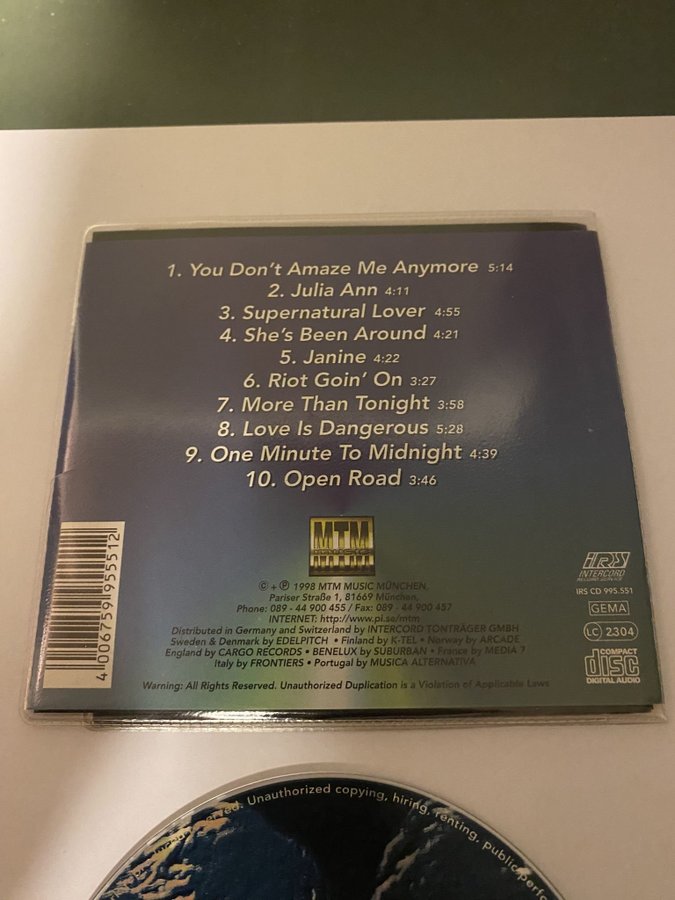 1. You Don't Amaze Me Anymore 5:14
2. Julia Ann 4:11
3. Supernatural Lover 4:55
4. She's Been Around 4:21
5. Janine 4:22
6. Riot Goin' On 3:27
7. More Than Tonight 3:58
8. Love Is Dangerous 5:28
9. One Minute To Midnight 4:39
10. Open Road 3:46
MTM
MUSIC
© + ℗ 1998 MTM MUSIC MÜNCHEN,
Pariser Straße 1, 81669 München,
Phone: 089 - 44 900 455 / Fax: 089 - 44 900 457
INTERNET: http://www.pi.se/mtm
Distributed in Germany and Switzerland by INTERCORD TONTRÄGER GMBH
Sweden & Denmark by EDELPITCH • Finland by K-TEL • Norway by ARCADE
England by CARGO RECORDS • BENELUX by SUBURBAN • France by MEDIA 7
Italy by FRONTIERS • Portugal by MUSICA ALTERNATIVA
Warning: All Rights Reserved. Unauthorized Duplication is a Violation of Applicable Laws
4 006759 955512
IRS
INTERCORD
RECORD SERVICE
IRS CD 995.551
GEMA
LC 2304
COMPACT
disc
DIGITAL AUDIO
reserved. Unauthorized copying, hiring, renting, public perfo